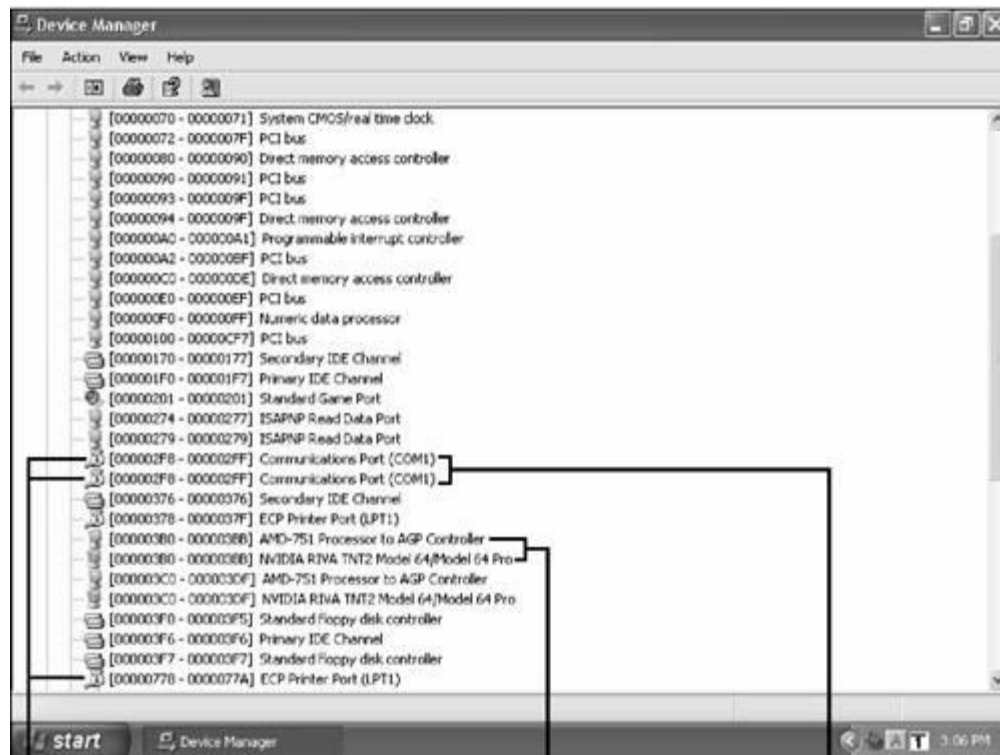 Device Manager
File Action View Help
[00000070 - 00000071] System CMOS/real time clock
[00000072 - 0000007F] PCI bus
[00000080 - 00000090] Direct memory access controller
[00000090 - 00000091] PCI bus
[00000093 - 0000009F] PCI bus
[00000094 - 0000009F] Direct memory access controller
[000000A0 - 000000A1] Programmable interrupt controller
[000000A2 - 000000BF] PCI bus
[000000C0 - 000000DE] Direct memory access controller
[000000E0 - 000000EF] PCI bus
[000000F0 - 000000FF] Numeric data processor
[00000100 - 00000CF7] PCI bus
[00000170 - 00000177] Secondary IDE Channel
[000001F0 - 000001F7] Primary IDE Channel
[00000201 - 00000201] Standard Game Port
[00000274 - 00000277] ISAPNP Read Data Port
[00000279 - 00000279] ISAPNP Read Data Port
[000002F8 - 000002FF] Communications Port (COM1)
[000002F8 - 000002FF] Communications Port (COM1)
[00000376 - 00000376] Secondary IDE Channel
[00000378 - 0000037F] ECP Printer Port (LPT1)
[000003B0 - 000003BB] AMD-751 Processor to AGP Controller
[000003B0 - 000003BB] NVIDIA RIVA TNT2 Model 64/Model 64 Pro
[000003C0 - 000003DF] AMD-751 Processor to AGP Controller
[000003C0 - 000003DF] NVIDIA RIVA TNT2 Model 64/Model 64 Pro
[000003F0 - 000003F5] Standard floppy disk controller
[000003F6 - 000003F6] Primary IDE Channel
[000003F7 - 000003F7] Standard floppy disk controller
[00000778 - 0000077A] ECP Printer Port (LPT1)
start Device Manager T 3:06 PM